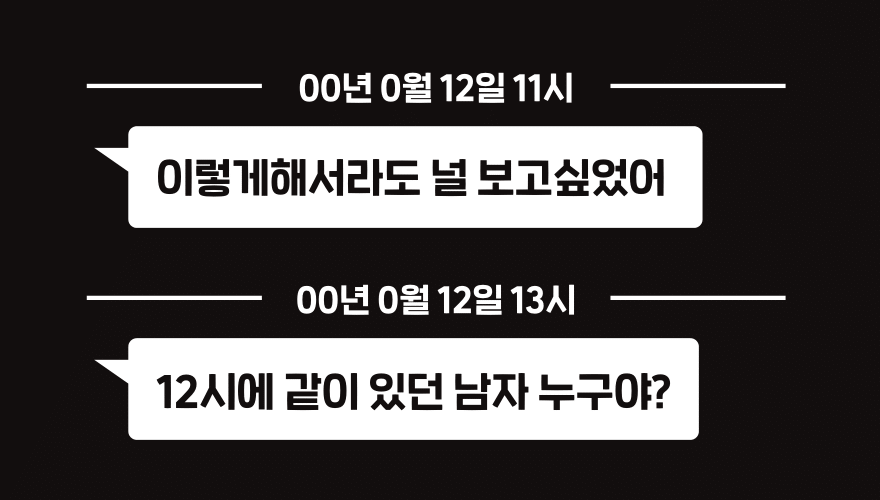 00년 0월 12일 11시
이렇게해서라도 널 보고싶었어
00년 0월 12일 13시
12시에 같이 있던 남자 누구야?